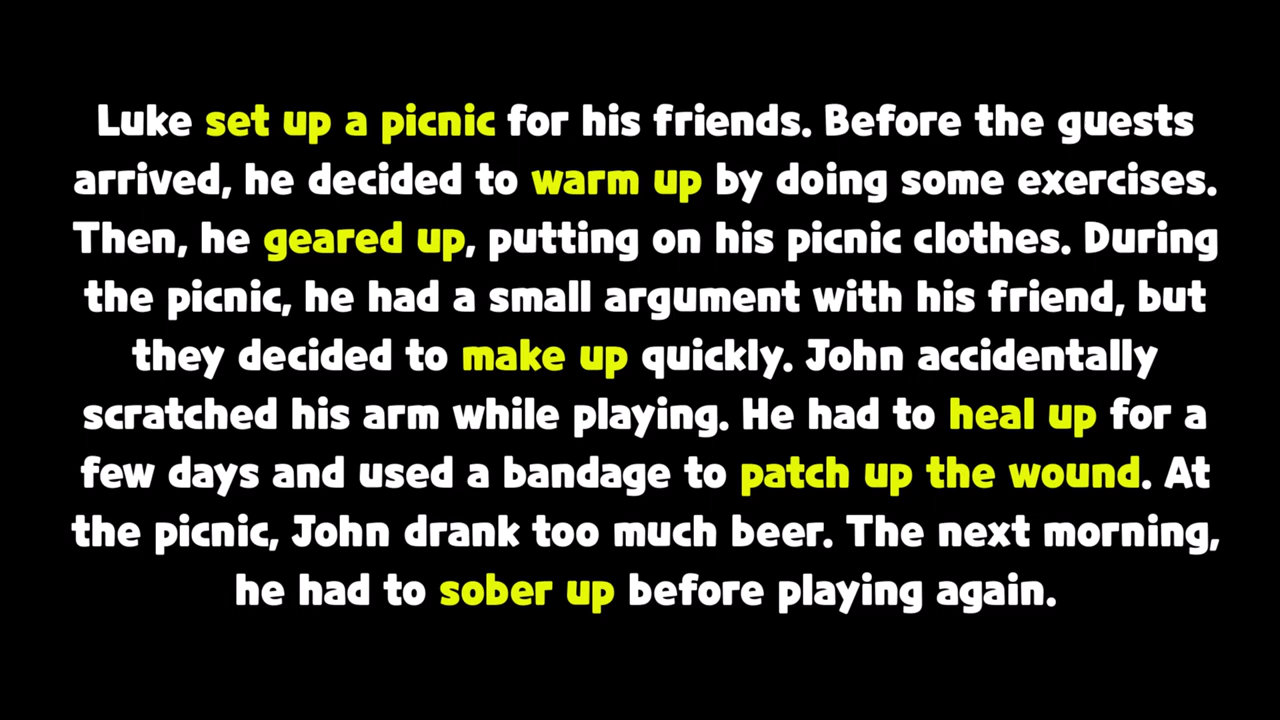 Luke set up a picnic for his friends. Before the guests
arrived, he decided to warm up by doing some exercises.
Then, he geared up, putting on his picnic clothes. During
the picnic, he had a small argument with his friend, but
they decided to make up quickly. John accidentally
scratched his arm while playing. He had to heal up for a
few days and used a bandage to patch up the wound. At
the picnic, John drank too much beer. The next morning,
he had to sober up before playing again.